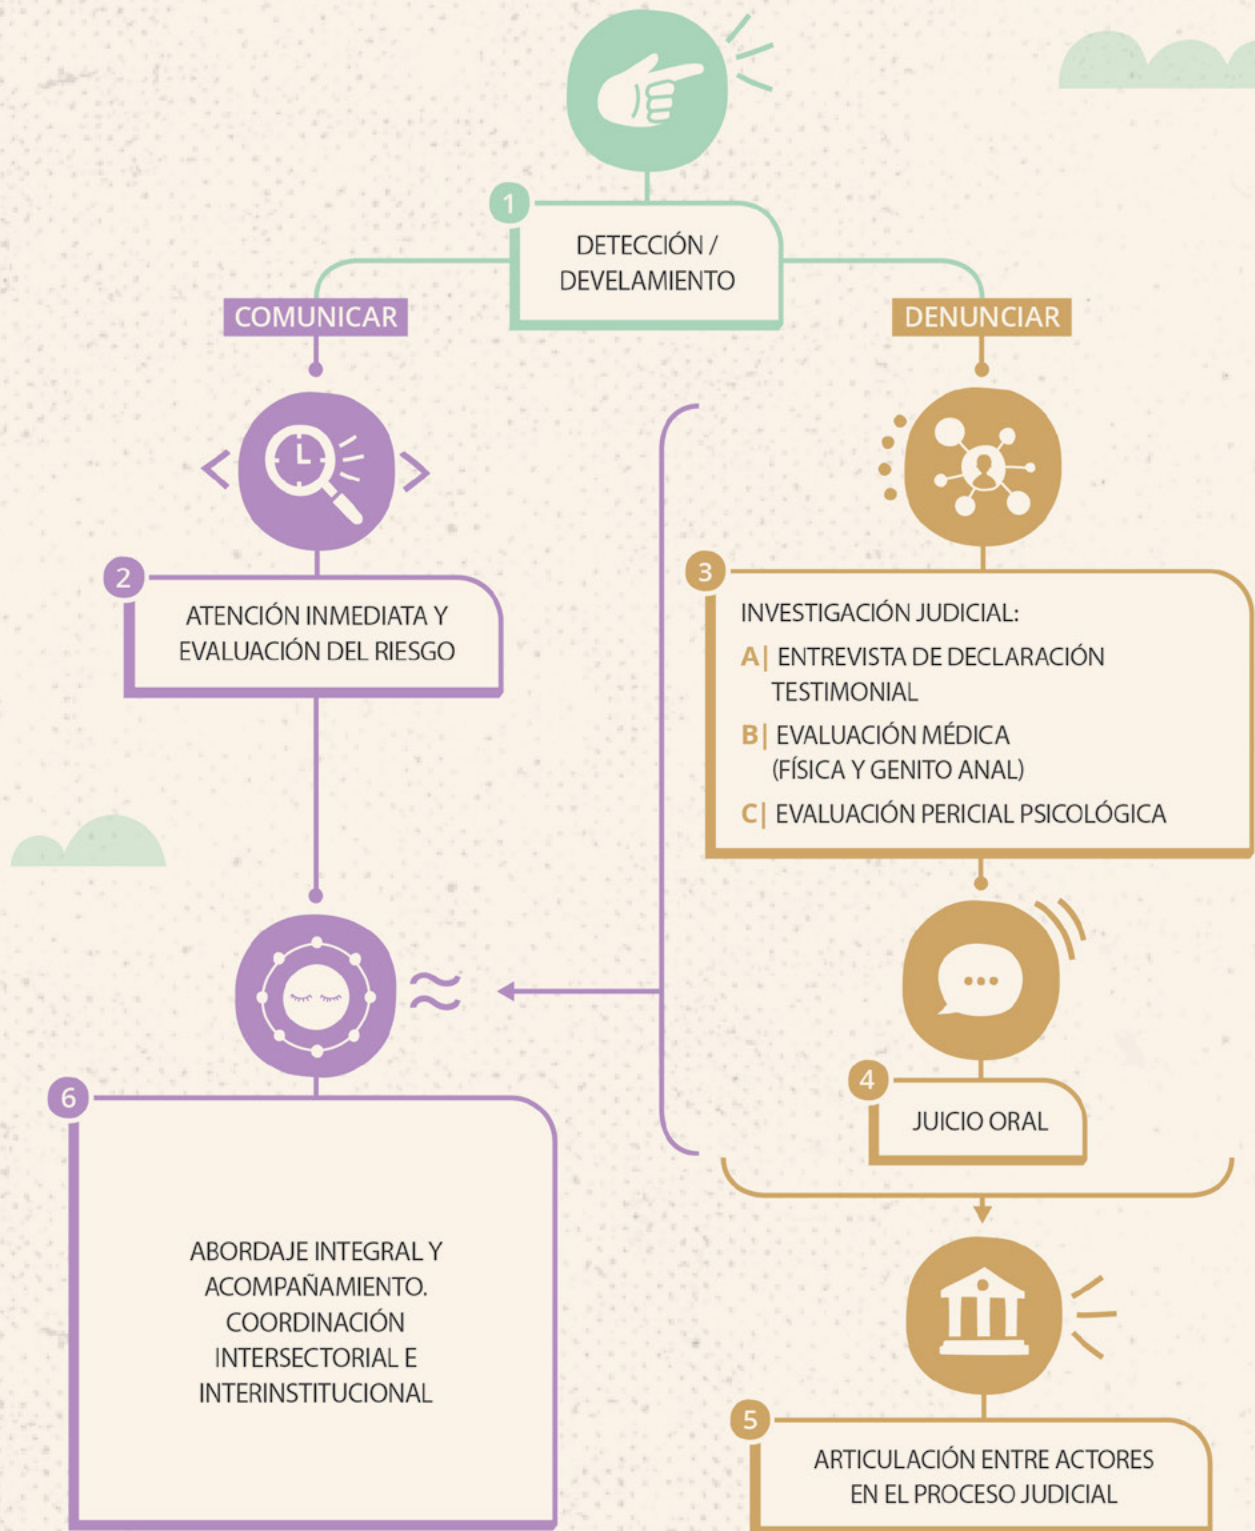 1
DETECCIÓN /
DEVELAMIENTO
COMUNICAR
DENUNCIAR
2
ATENCIÓN INMEDIATA Y
EVALUACIÓN DEL RIESGO
3
INVESTIGACIÓN JUDICIAL:
A| ENTREVISTA DE DECLARACIÓN
TESTIMONIAL
B| EVALUACIÓN MÉDICA
(FÍSICA Y GENITO ANAL)
C| EVALUACIÓN PERICIAL PSICOLÓGICA
4
JUICIO ORAL
5
ARTICULACIÓN ENTRE ACTORES
EN EL PROCESO JUDICIAL
6
ABORDAJE INTEGRAL Y
ACOMPAÑAMIENTO.
COORDINACIÓN
INTERSECTORIAL E
INTERINSTITUCIONAL